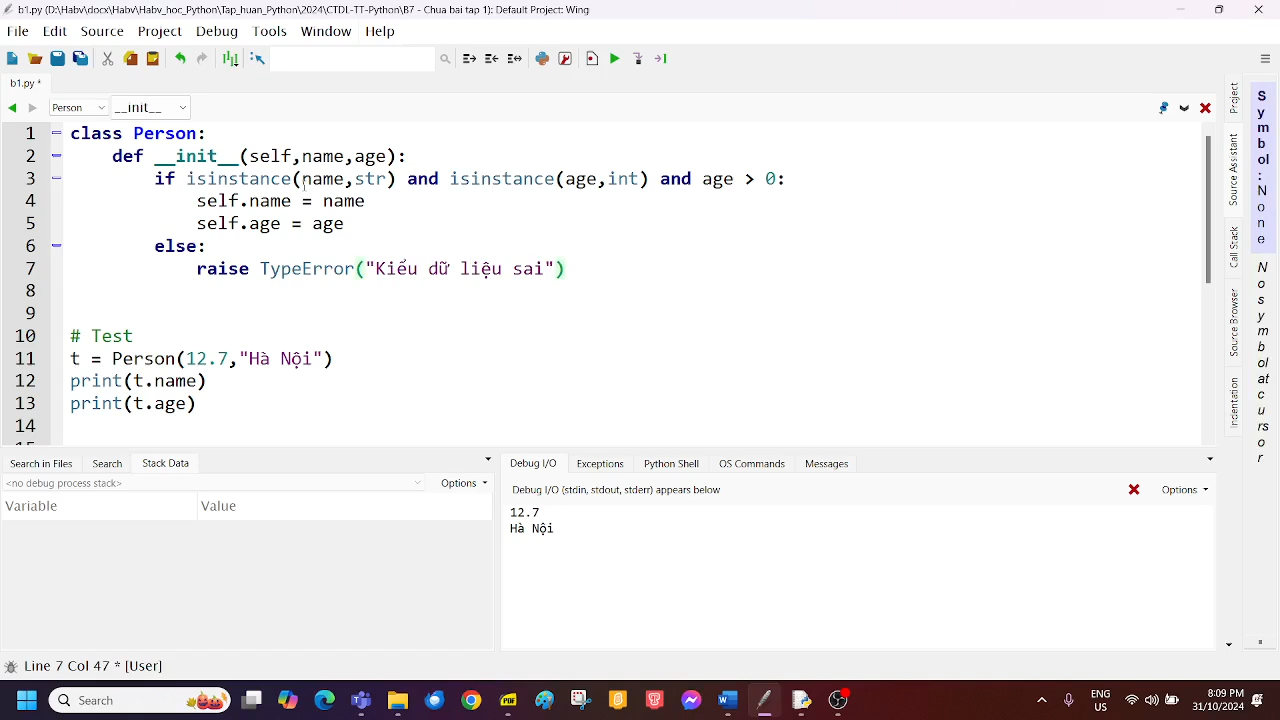 b1.py (D:\Habv\docx\Habv\Habv_hoc_Python\Tap_huan_Python\2024\CTDL-TT-Python\B7 - Chua bai tap 1): Default Project: Wing
File Edit Source Project Debug Tools Window Help
b1.py *
Person __init__
1 class Person:
2 def __init__(self,name,age):
3 if isinstance(name,str) and isinstance(age,int) and age > 0:
4 self.name = name
5 self.age = age
6 else:
7 raise TypeError("Kiểu dữ liệu sai")
8
9
10 # Test
11 t = Person(12.7,"Hà Nội")
12 print(t.name)
13 print(t.age)
14
Project
Source Assistant
Call Stack
Source Browser
Indentation
Symbol: None
No symbol at cursor
Search in Files Search Stack Data
<no debug process stack> Options
Variable Value
Debug I/O Exceptions Python Shell OS Commands Messages
Debug I/O (stdin, stdout, stderr) appears below Options
12.7
Hà Nội
Line 7 Col 47 * [User]
Search
PDF
ENG
US
8:09 PM
31/10/2024